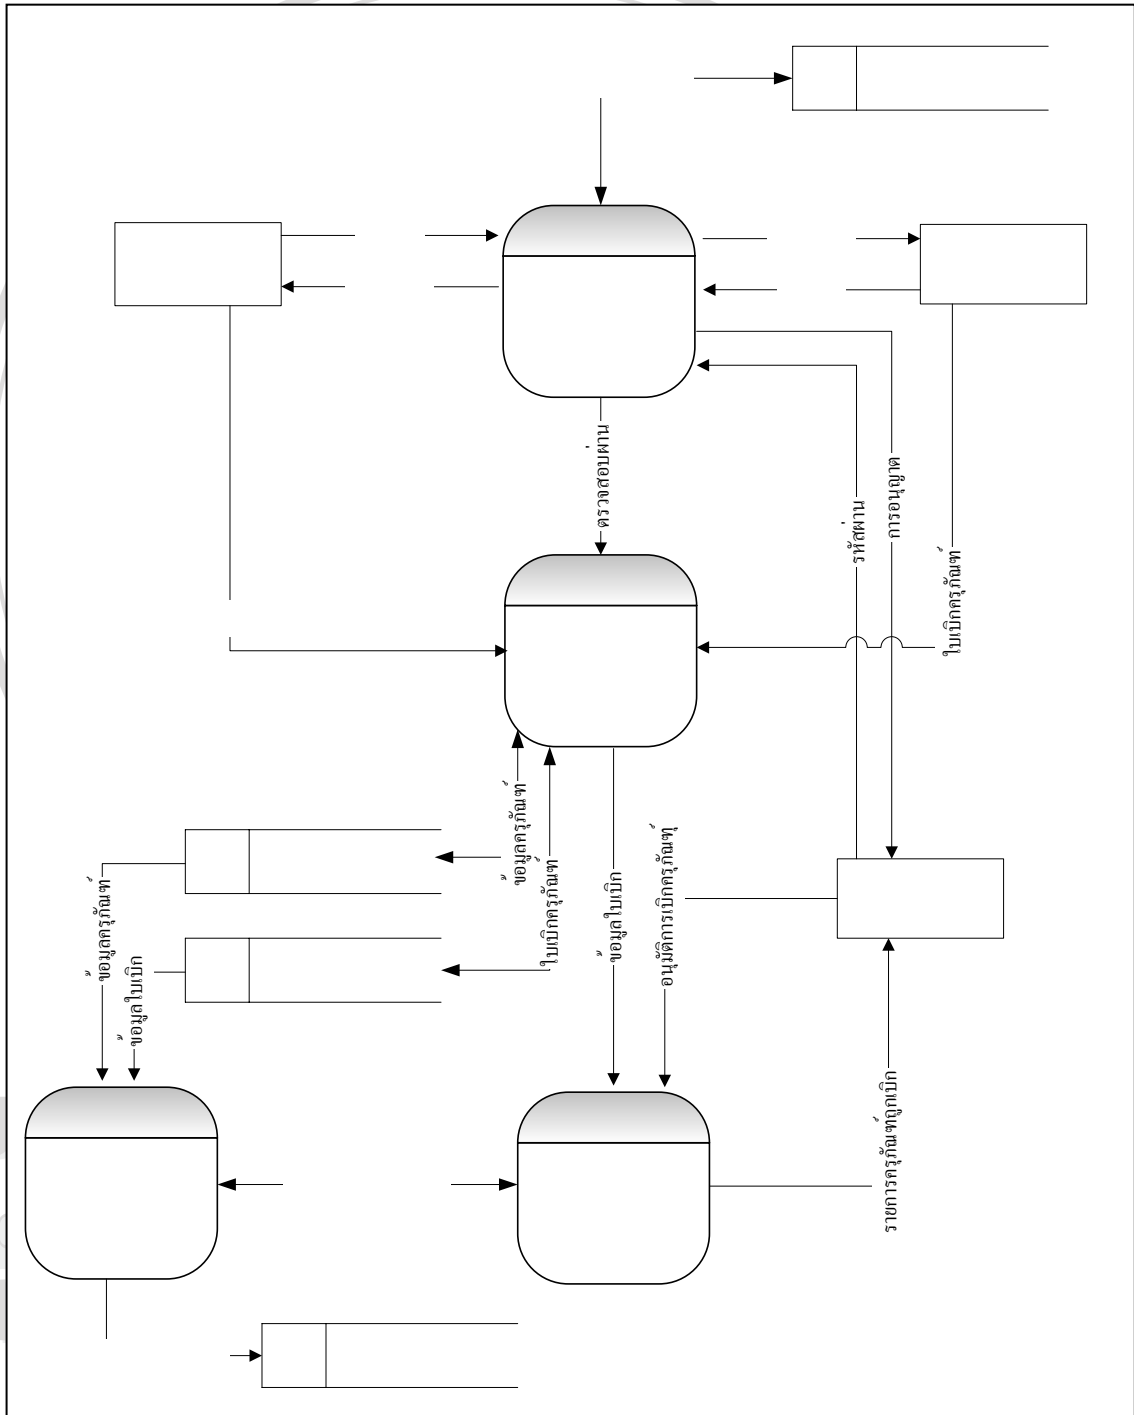 ตรวจสอบผ่าน
รหัสผ่าน
การอนุญาต
ใบเบิกครุภัณฑ์
ข้อมูลครุภัณฑ์
ใบเบิกครุภัณฑ์
ข้อมูลใบเบิก
อนุมัติการเบิกครุภัณฑ์
ข้อมูลครุภัณฑ์
ข้อมูลใบเบิก
รายการครุภัณฑ์ถูกเบิก